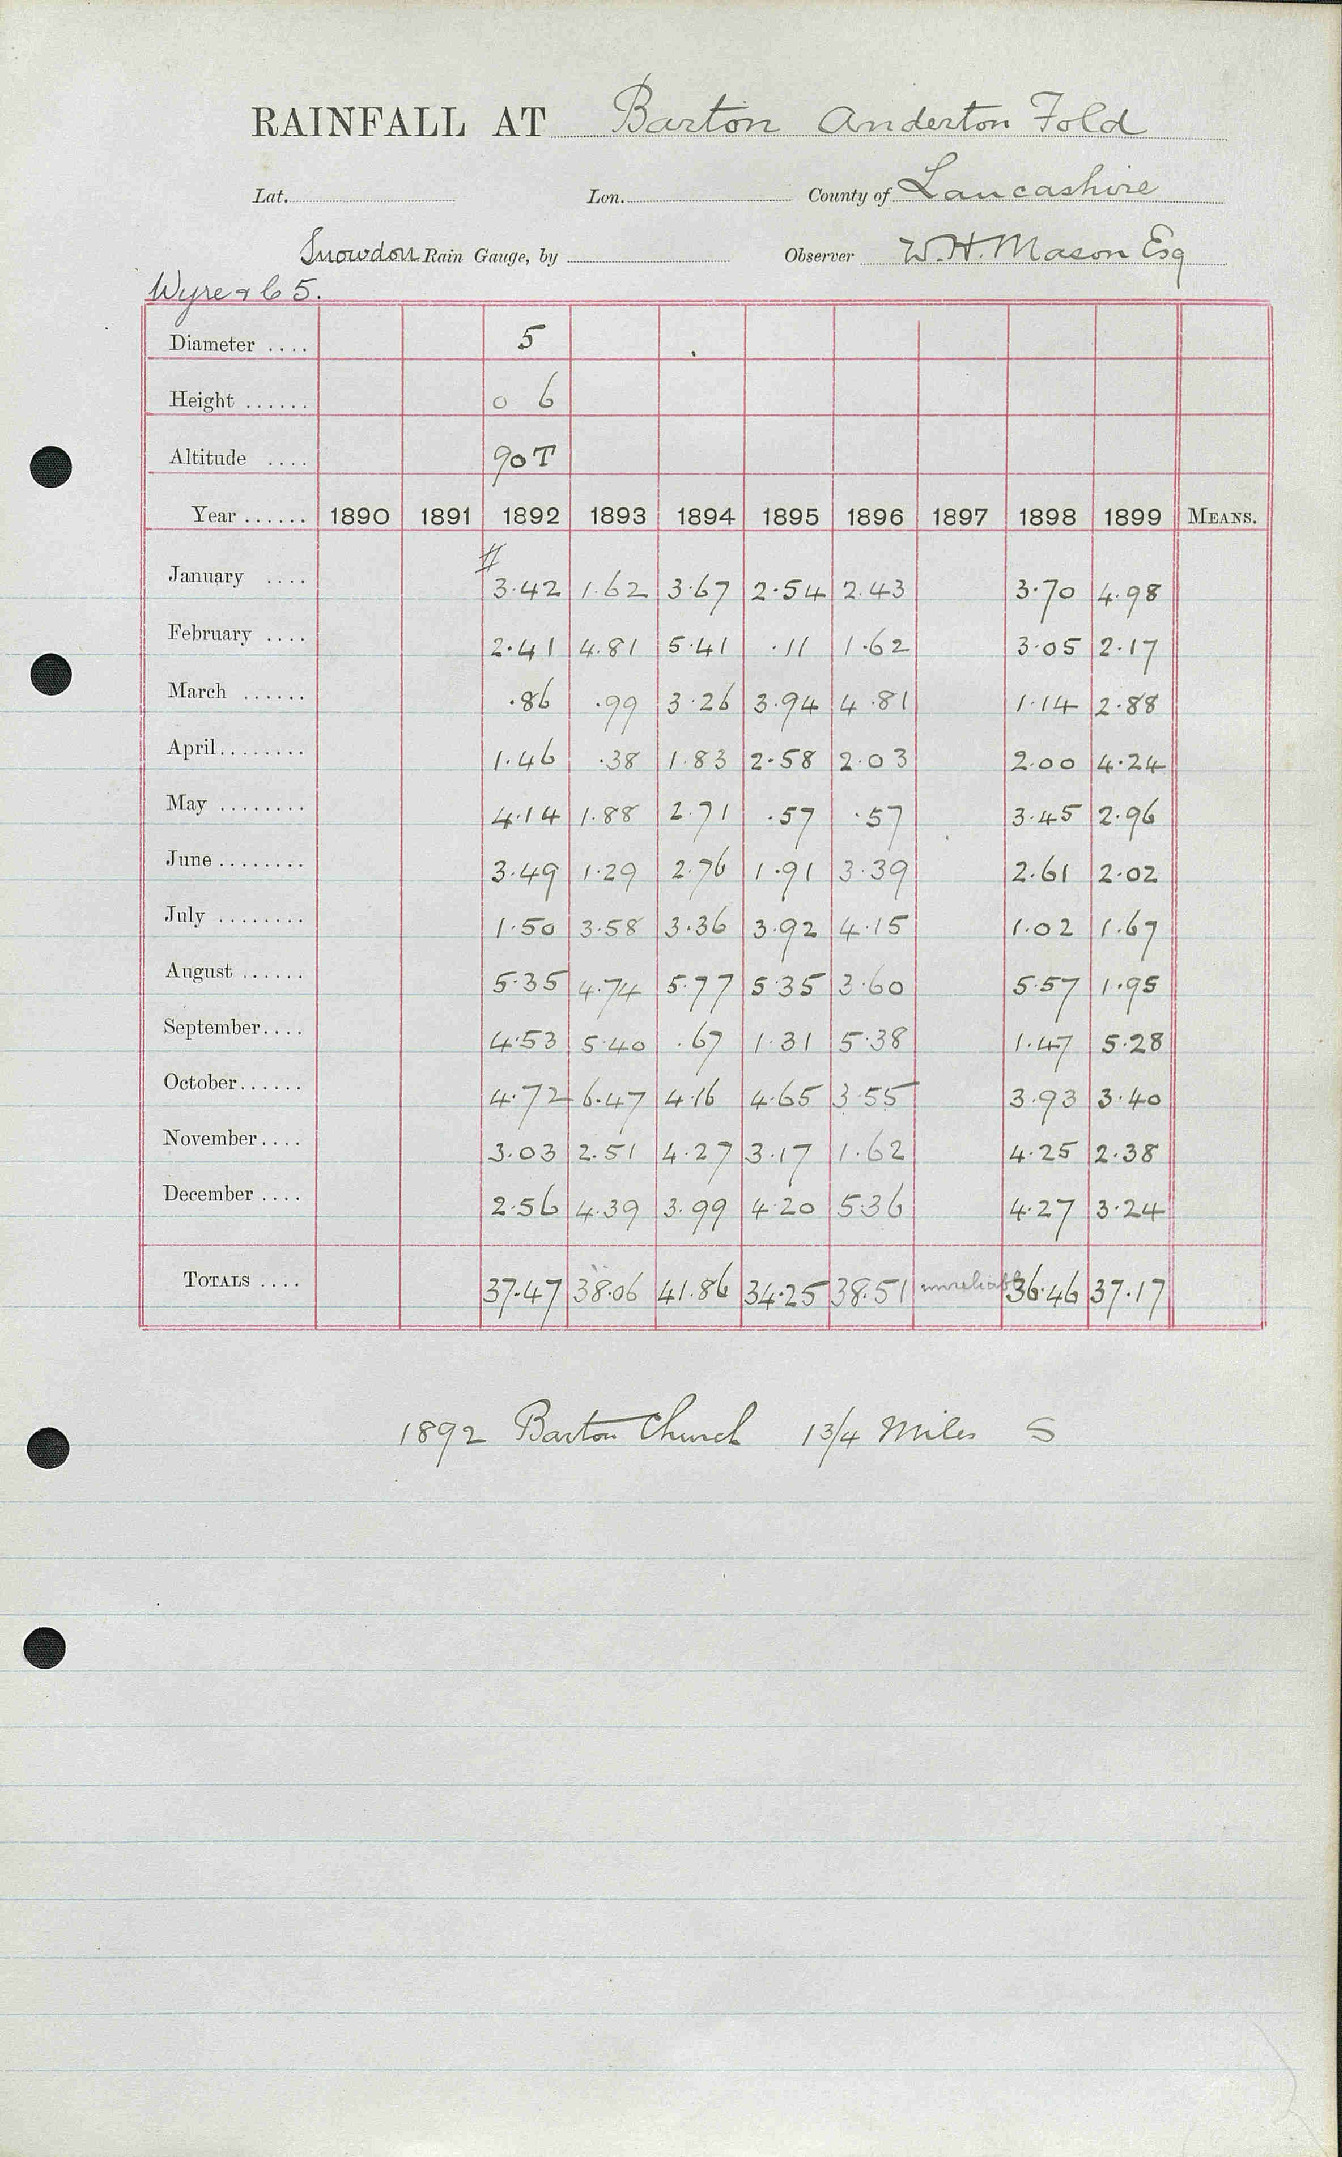 RAINFALL AT Barton Anderton Fold
Lat. Lon. County of Lancashire
Snowdon Rain Gauge, by Observer W. H. Mason Esq
Wyre & C 5.
Diameter .... 5
Height ...... 0 6
Altitude .... 90 T
Year ...... 1890 1891 1892 1893 1894 1895 1896 1897 1898 1899 MEANS.
#
January .... 3.42 1.62 3.67 2.54 2.43 3.70 4.98
February .... 2.41 4.81 5.41 .11 1.62 3.05 2.17
March ...... .86 .99 3.26 3.94 4.81 1.14 2.88
April ........ 1.46 .38 1.83 2.58 2.03 2.00 4.24
May ........ 4.14 1.88 2.71 .57 .57 3.45 2.96
June ........ 3.49 1.29 2.76 1.91 3.39 2.61 2.02
July ........ 1.50 3.58 3.36 3.92 4.15 1.02 1.67
August ...... 5.35 4.74 5.77 5.35 3.60 5.57 1.95
September .... 4.53 5.40 .67 1.31 5.38 1.47 5.28
October ...... 4.72 6.47 4.16 4.65 3.55 3.93 3.40
November .... 3.03 2.51 4.27 3.17 1.62 4.25 2.38
December .... 2.56 4.39 3.99 4.20 5.36 4.27 3.24
TOTALS .... 37.47 38.06 41.86 34.25 38.51 unreliable 36.46 37.17
1892 Barton Church 1 3/4 Miles S